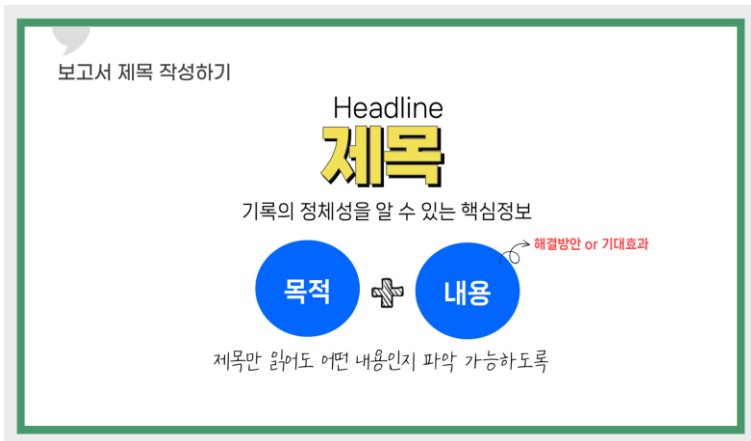 보고서 제목 작성하기
Headline
제목
기록의 정체성을 알 수 있는 핵심정보
해결방안 or 기대효과
목적
내용
제목만 읽어도 어떤 내용인지 파악 가능하도록